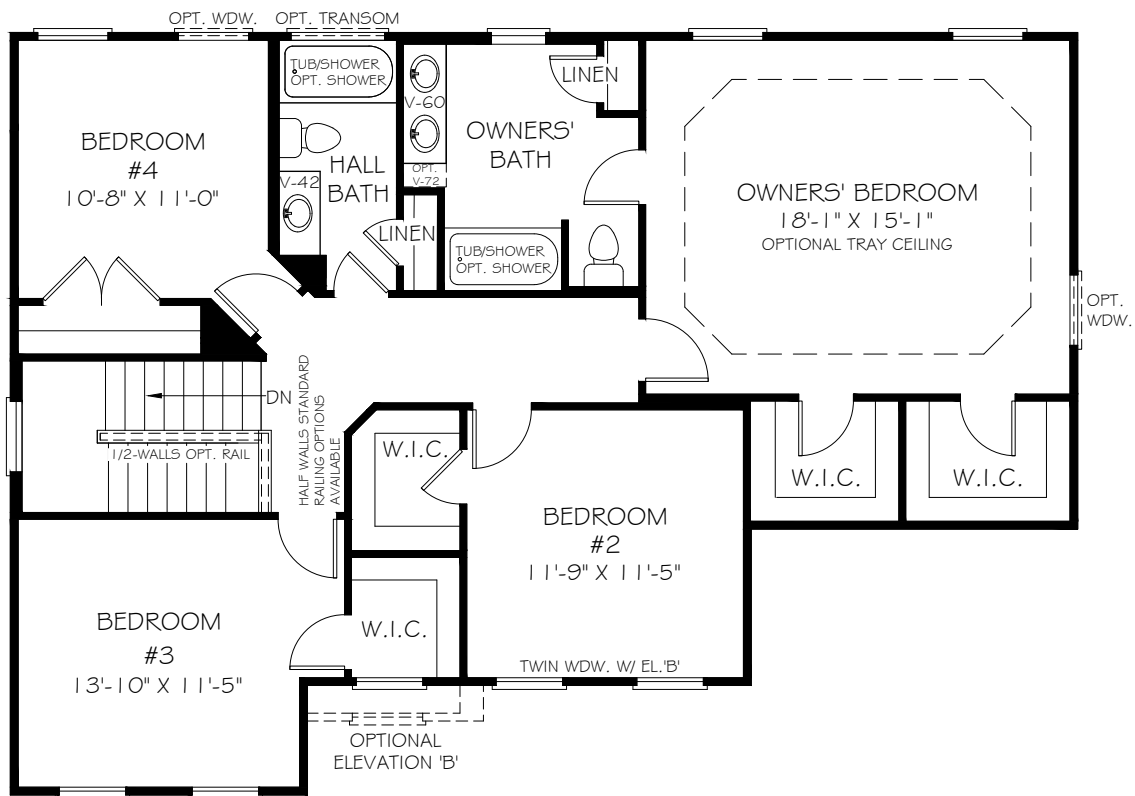 OPT. WDW.
OPT. TRANSOM
BEDROOM
#4
10'-8" X 11'-0"
TUB/SHOWER
OPT. SHOWER
HALL
BATH
V-42
LINEN
V-60
OPT.
V-72
OWNERS'
BATH
LINEN
TUB/SHOWER
OPT. SHOWER
OWNERS' BEDROOM
18'-1" X 15'-1"
OPTIONAL TRAY CEILING
OPT.
WDW.
DN
1/2-WALLS OPT. RAIL
HALF WALLS STANDARD
RAILING OPTIONS
AVAILABLE
W.I.C.
W.I.C.
W.I.C.
BEDROOM
#2
11'-9" X 11'-5"
TWIN WDW. W/ EL.'B'
BEDROOM
#3
13'-10" X 11'-5"
W.I.C.
OPTIONAL
ELEVATION 'B'